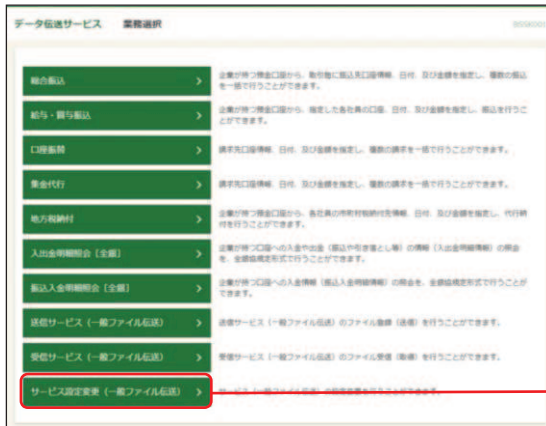 データ伝送サービス　業務選択
BSSK001
総合振込
企業が持つ預金口座から、取引毎に振込先口座情報、日付、及び金額を指定し、複数の振込
を一括で行うことができます。
給与・賞与振込
企業が持つ預金口座から、指定した各社員の口座、日付、及び金額を指定し、振込を行うこ
とができます。
口座振替
請求先口座情報、日付、及び金額を指定し、複数の請求を一括で行うことができます。
集金代行
請求先口座情報、日付、及び金額を指定し、複数の請求を一括で行うことができます。
地方税納付
企業が持つ預金口座から、各社員の市町村税納付先情報、日付、及び金額を指定し、代行納
付を行うことができます。
入出金明細照会［全銀］
企業が持つ口座への入金や出金（振込や引き落とし等）の情報（入出金明細情報）の照会
を、全銀協規定形式で行うことができます。
振込入金明細照会［全銀］
企業が持つ口座への入金情報（振込入金明細情報）の照会を、全銀協規定形式で行うことが
できます。
送信サービス（一般ファイル伝送）
送信サービス（一般ファイル伝送）のファイル登録（送信）を行うことができます。
受信サービス（一般ファイル伝送）
受信サービス（一般ファイル伝送）のファイル受信（取得）を行うことができます。
サービス設定変更（一般ファイル伝送）